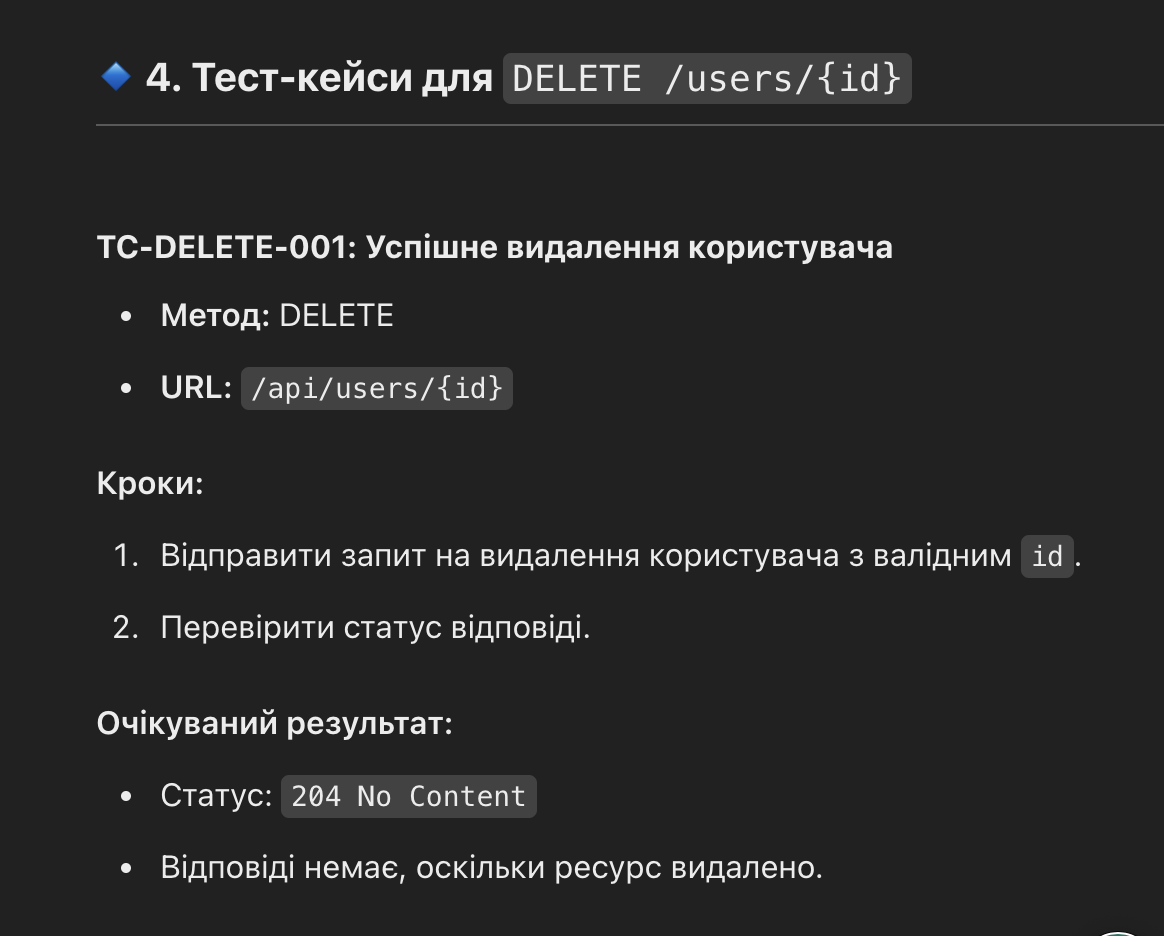 4. Тест-кейси для DELETE /users/{id}
TC-DELETE-001: Успішне видалення користувача
• Метод: DELETE
• URL: /api/users/{id}
Кроки:
1. Відправити запит на видалення користувача з валідним id.
2. Перевірити статус відповіді.
Очікуваний результат:
• Статус: 204 No Content
• Відповіді немає, оскільки ресурс видалено.